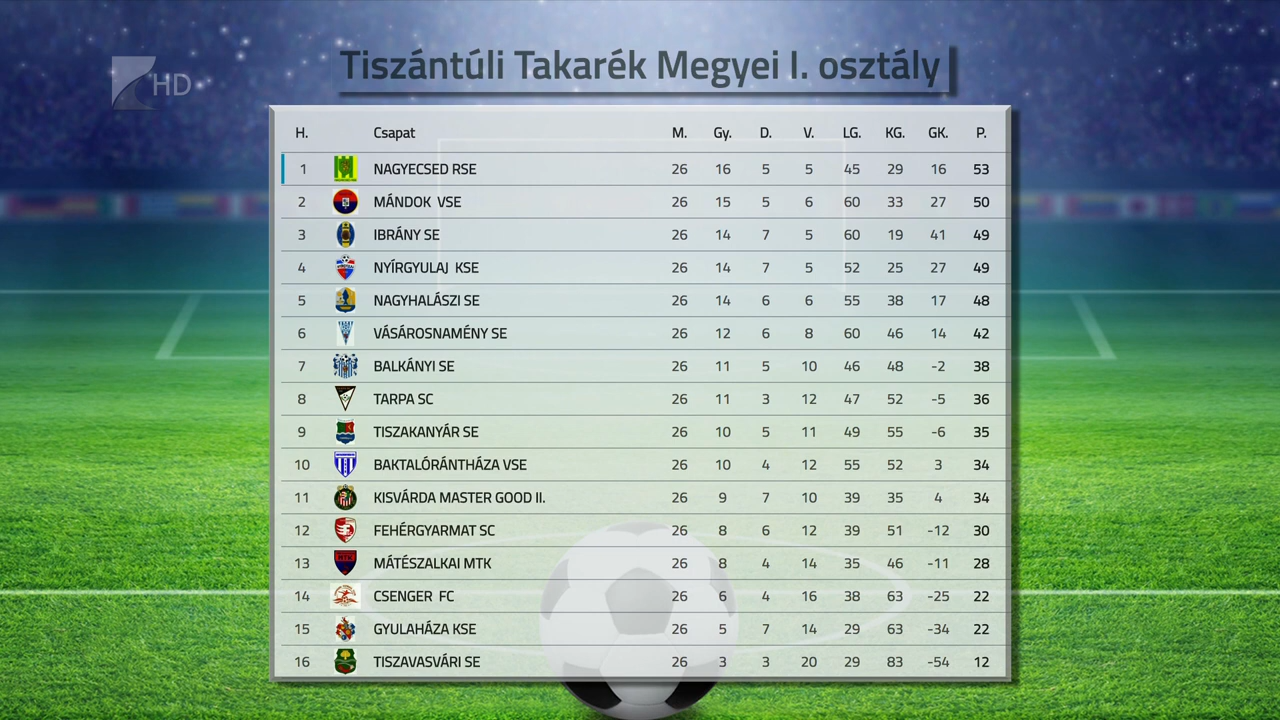 Tiszántúli Takarék Megyei I. osztály
HD
H. Csapat M. Gy. D. V. LG. KG. GK. P.
1 NAGYECSED RSE 26 16 5 5 45 29 16 53
2 MÁNDOK VSE 26 15 5 6 60 33 27 50
3 IBRÁNY SE 26 14 7 5 60 19 41 49
4 NYÍRGYULAJ KSE 26 14 7 5 52 25 27 49
5 NAGYHALÁSZI SE 26 14 6 6 55 38 17 48
6 VÁSÁROSNAMÉNY SE 26 12 6 8 60 46 14 42
7 BALKÁNYI SE 26 11 5 10 46 48 -2 38
8 TARPA SC 26 11 3 12 47 52 -5 36
9 TISZAKANYÁR SE 26 10 5 11 49 55 -6 35
10 BAKTALÓRÁNTHÁZA VSE 26 10 4 12 55 52 3 34
11 KISVÁRDA MASTER GOOD II. 26 9 7 10 39 35 4 34
12 FEHÉRGYARMAT SC 26 8 6 12 39 51 -12 30
13 MÁTÉSZALKAI MTK 26 8 4 14 35 46 -11 28
14 CSENGER FC 26 6 4 16 38 63 -25 22
15 GYULAHÁZA KSE 26 5 7 14 29 63 -34 22
16 TISZAVASVÁRI SE 26 3 3 20 29 83 -54 12